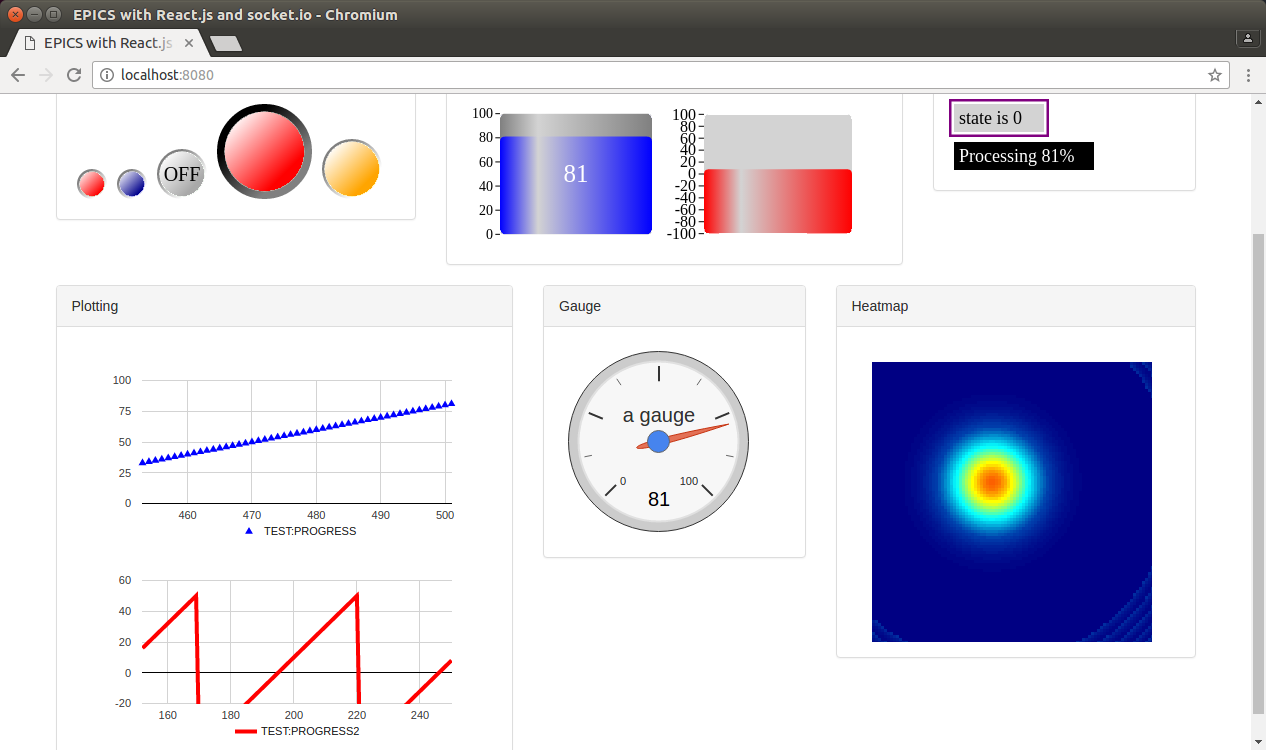 EPICS with React.js and socket.io - Chromium
EPICS with React.js
localhost:8080
OFF
100
80
60
40
20
0
81
100
80
60
40
20
0
-20
-40
-60
-80
-100
state is 0
Processing 81%
Plotting
100
75
50
25
0
460 470 480 490 500
TEST:PROGRESS
60
40
20
0
-20
160 180 200 220 240
TEST:PROGRESS2
Gauge
a gauge
0 100
81
Heatmap